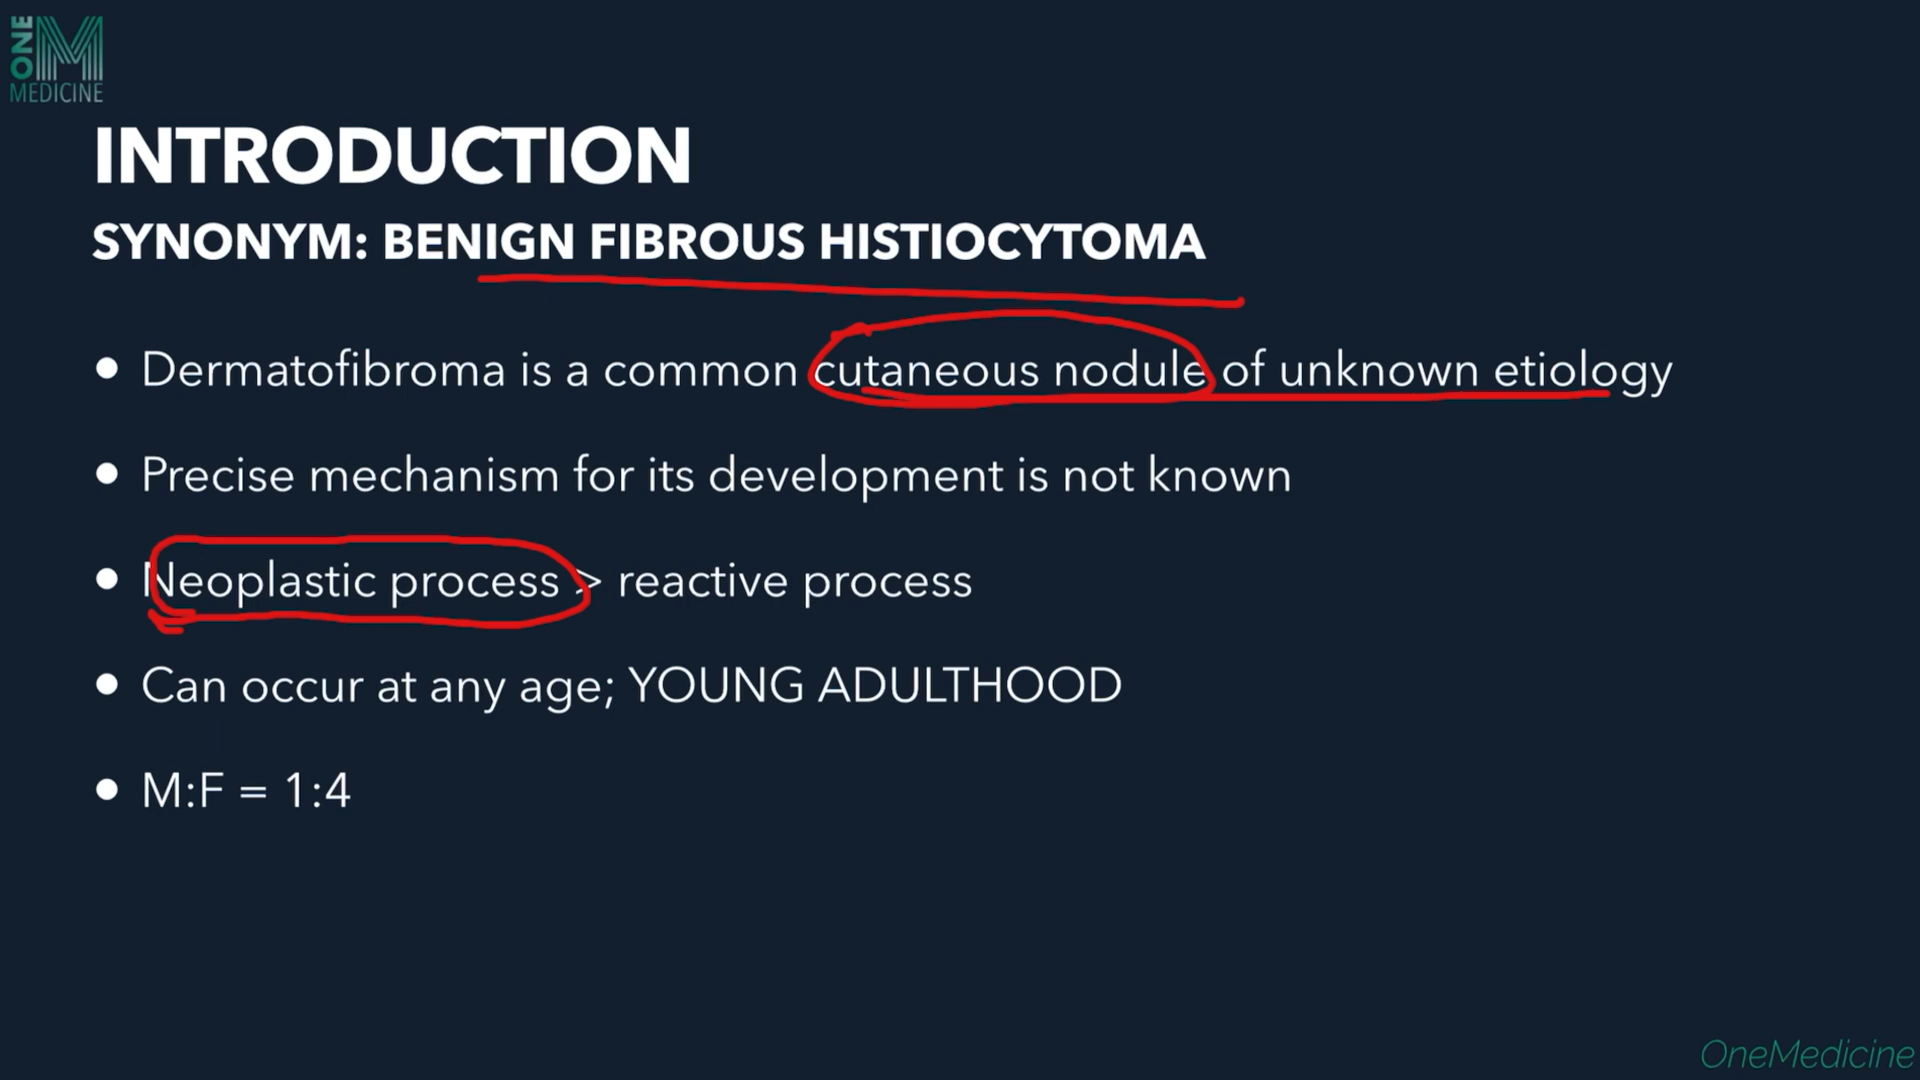 ONE
MEDICINE
INTRODUCTION
SYNONYM: BENIGN FIBROUS HISTIOCYTOMA
• Dermatofibroma is a common cutaneous nodule of unknown etiology
• Precise mechanism for its development is not known
• Neoplastic process > reactive process
• Can occur at any age; YOUNG ADULTHOOD
• M:F = 1:4
OneMedicine